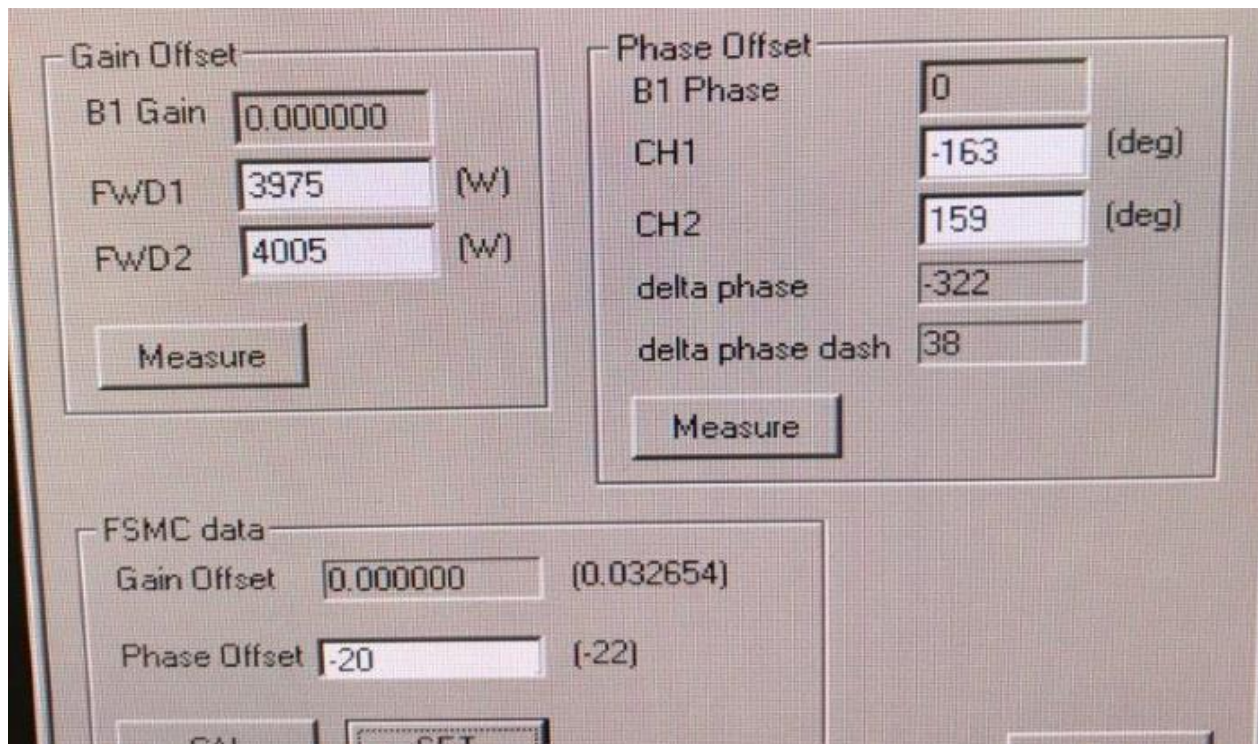 Gain Offset
B1 Gain 0.000000
FWD1 3975 (W)
FWD2 4005 (W)
Measure
Phase Offset
B1 Phase 0
CH1 -163 (deg)
CH2 159 (deg)
delta phase -322
delta phase dash 38
Measure
FSMC data
Gain Offset 0.000000 (0.032654)
Phase Offset -20 (-22)
SET